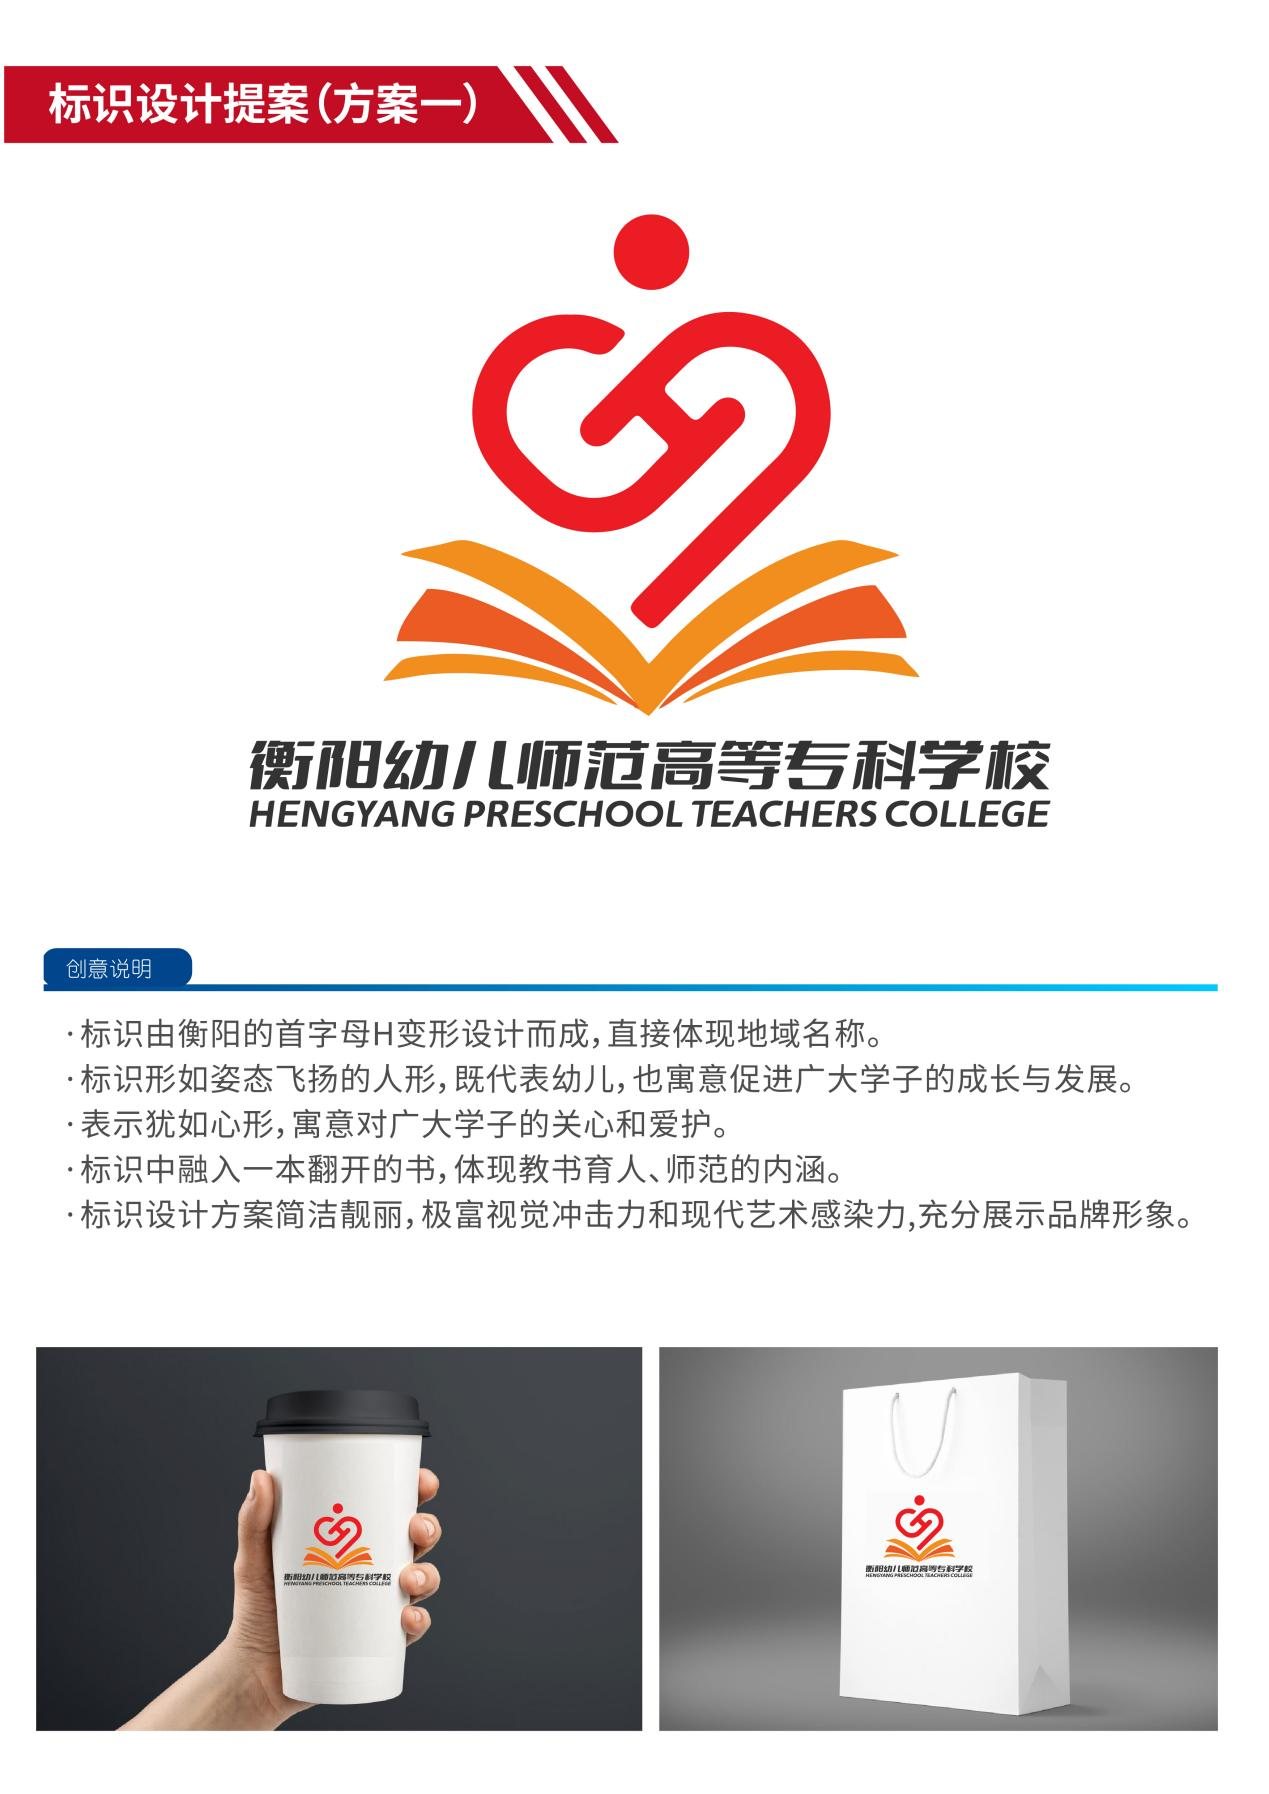 标识设计提案(方案一)
衡阳幼儿师范高等专科学校
HENGYANG PRESCHOOL TEACHERS COLLEGE
创意说明
·标识由衡阳的首字母H变形设计而成,直接体现地域名称。
·标识形如姿态飞扬的人形,既代表幼儿,也寓意促进广大学子的成长与发展。
·表示犹如心形,寓意对广大学子的关心和爱护。
·标识中融入一本翻开的书,体现教书育人、师范的内涵。
·标识设计方案简洁靓丽,极富视觉冲击力和现代艺术感染力,充分展示品牌形象。
衡阳幼儿师范高等专科学校
HENGYANG PRESCHOOL TEACHERS COLLEGE
衡阳幼儿师范高等专科学校
HENGYANG PRESCHOOL TEACHERS COLLEGE